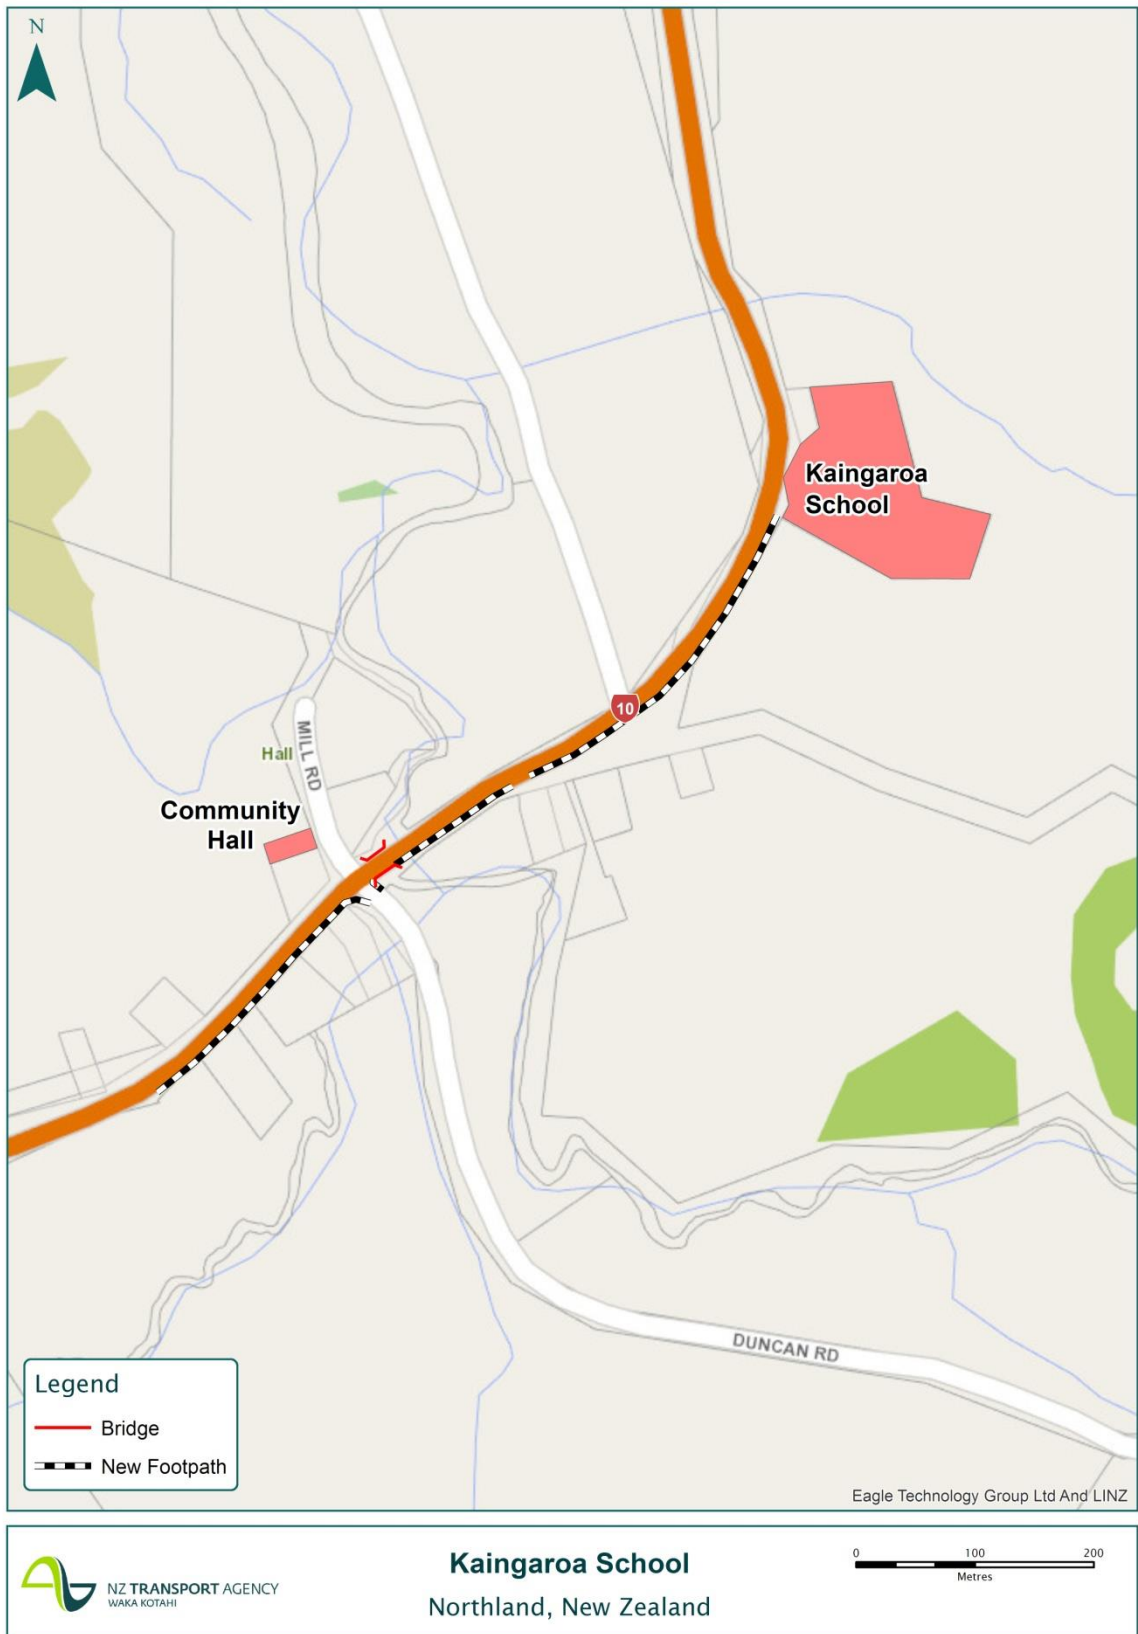 N
Kaingaroa
School
10
MILL RD
Hall
Community
Hall
DUNCAN RD
Legend
Bridge
New Footpath
Eagle Technology Group Ltd And LINZ
NZ TRANSPORT AGENCY
WAKA KOTAHI
Kaingaroa School
Northland, New Zealand
0 100 200
Metres